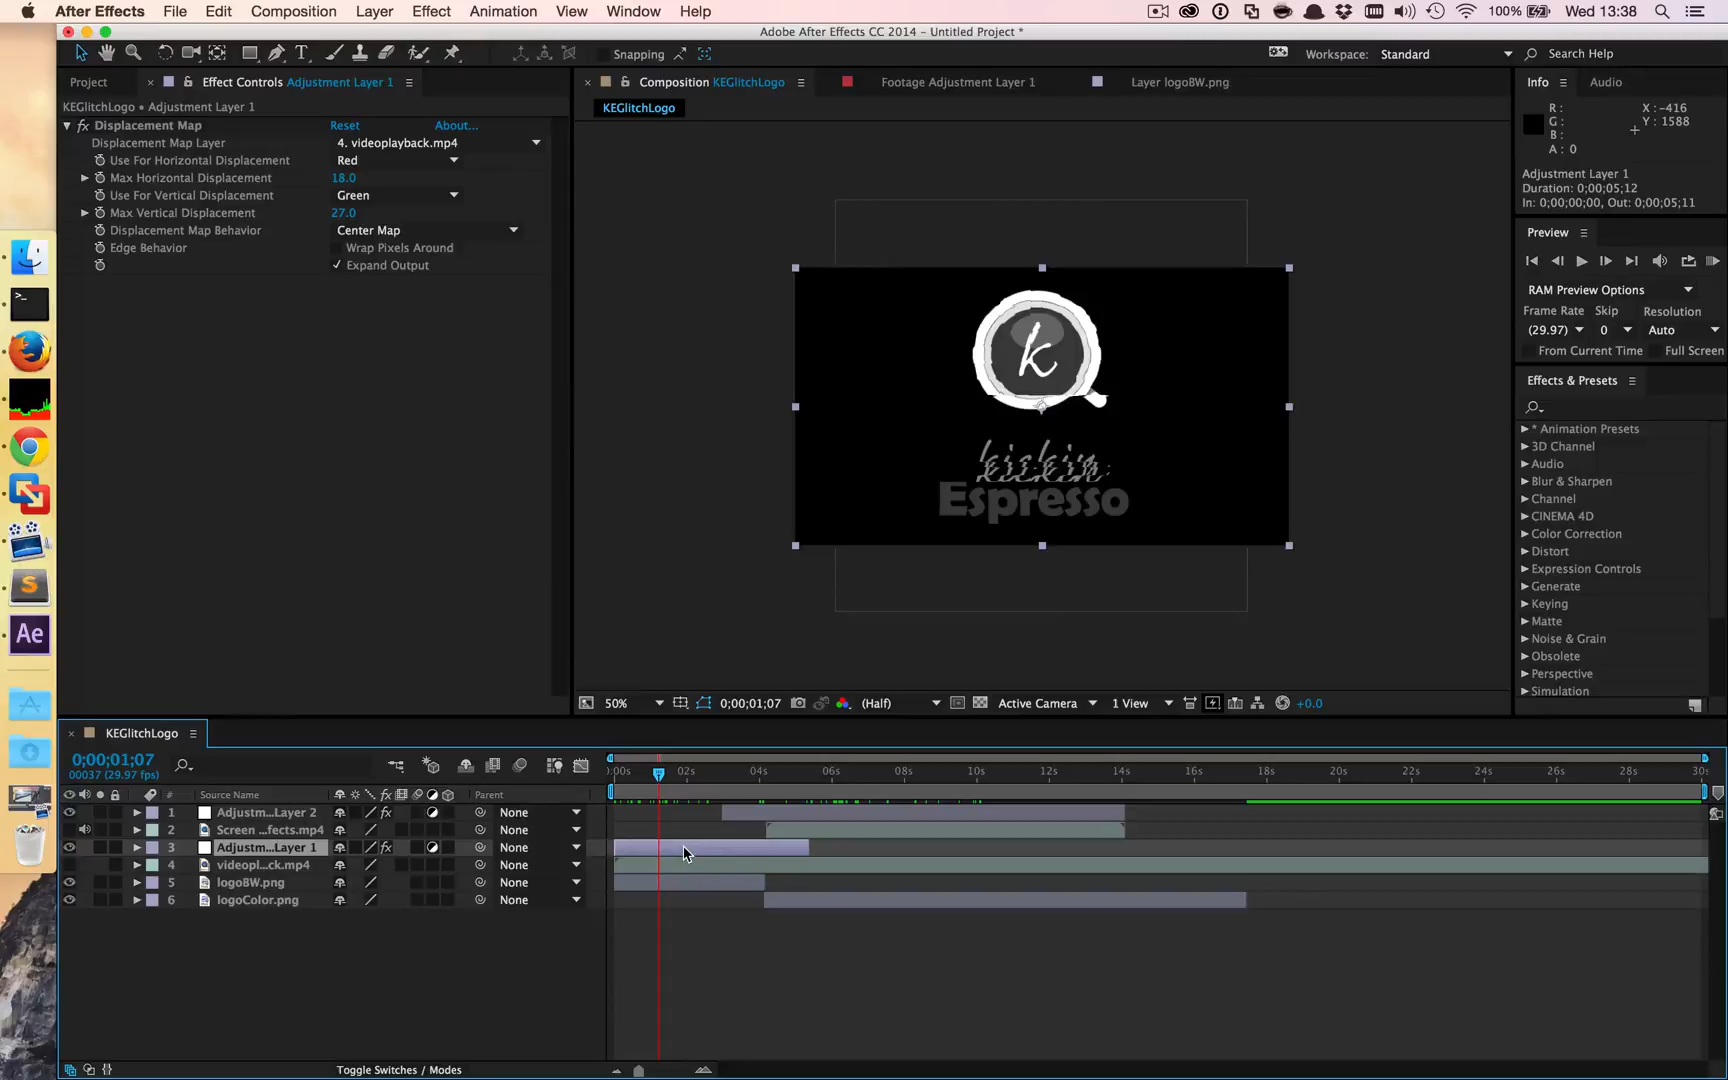 After Effects File Edit Composition Layer Effect Animation View Window Help 100% Wed 13:38
Adobe After Effects CC 2014 - Untitled Project *
Snapping Workspace: Standard Search Help
Project Effect Controls Adjustment Layer 1 Composition KEGlitchLogo Footage Adjustment Layer 1 Layer logoBW.png Info Audio
KEGlitchLogo • Adjustment Layer 1 KEGlitchLogo
R: X: -416
G: Y: 1588
B:
A: 0
fx Displacement Map Reset About...
Displacement Map Layer 4. videoplayback.mp4
Use For Horizontal Displacement Red
Max Horizontal Displacement 18.0
Use For Vertical Displacement Green
Max Vertical Displacement 27.0
Displacement Map Behavior Center Map
Edge Behavior Wrap Pixels Around
Expand Output
Adjustment Layer 1
Duration: 0;00;05;12
In: 0;00;00;00, Out: 0;00;05;11
Preview
RAM Preview Options
Frame Rate Skip Resolution
(29.97) 0 Auto
From Current Time Full Screen
Effects & Presets
* Animation Presets
3D Channel
Audio
Blur & Sharpen
Channel
CINEMA 4D
Color Correction
Distort
Expression Controls
Generate
Keying
Matte
Noise & Grain
Obsolete
Perspective
Simulation
k
kickin
Espresso
Ae
50% 0;00;01;07 (Half) Active Camera 1 View +0.0
KEGlitchLogo
0;00;01;07
00037 (29.97 fps)
:00s 02s 04s 06s 08s 10s 12s 14s 16s 18s 20s 22s 24s 26s 28s 30s
# Source Name fx Parent
1 Adjustm...Layer 2 fx None
2 Screen ...fects.mp4 None
3 Adjustm...Layer 1 fx None
4 videopl...ck.mp4 None
5 logoBW.png None
6 logoColor.png None
Toggle Switches / Modes